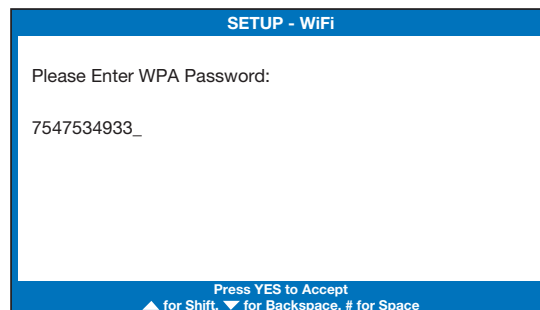 SETUP - WiFi
Please Enter WPA Password:
7547534933_
Press YES to Accept
▲ for Shift, ▼ for Backspace, # for Space